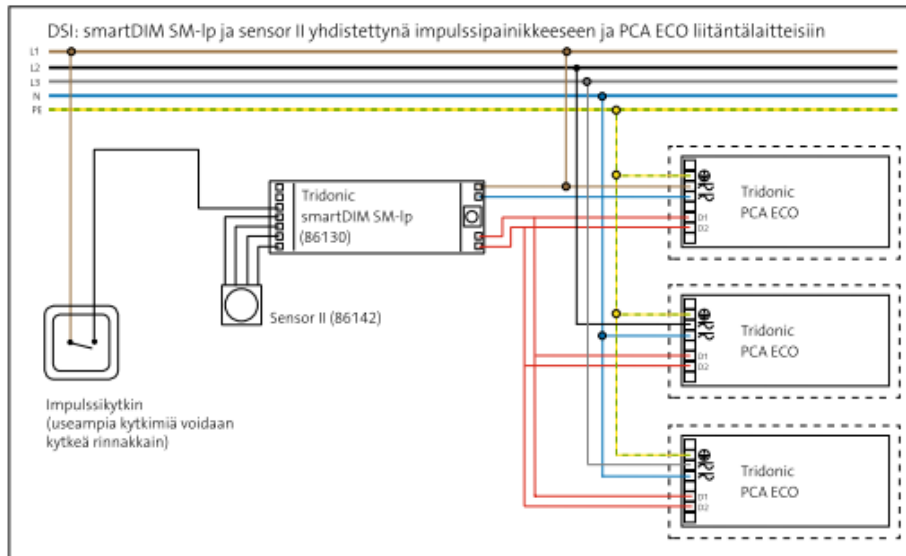 DSI: smartDIM SM-lp ja sensor II yhdistettynä impulssipainikkeeseen ja PCA ECO liitäntälaitteisiin
L1
L2
L3
N
PE
Tridonic
smartDIM SM-lp
(86130)
Sensor II (86142)
Impulssikytkin
(useampia kytkimiä voidaan
kytkeä rinnakkain)
Tridonic
PCA ECO
D1
D2
Tridonic
PCA ECO
D1
D2
Tridonic
PCA ECO
D1
D2